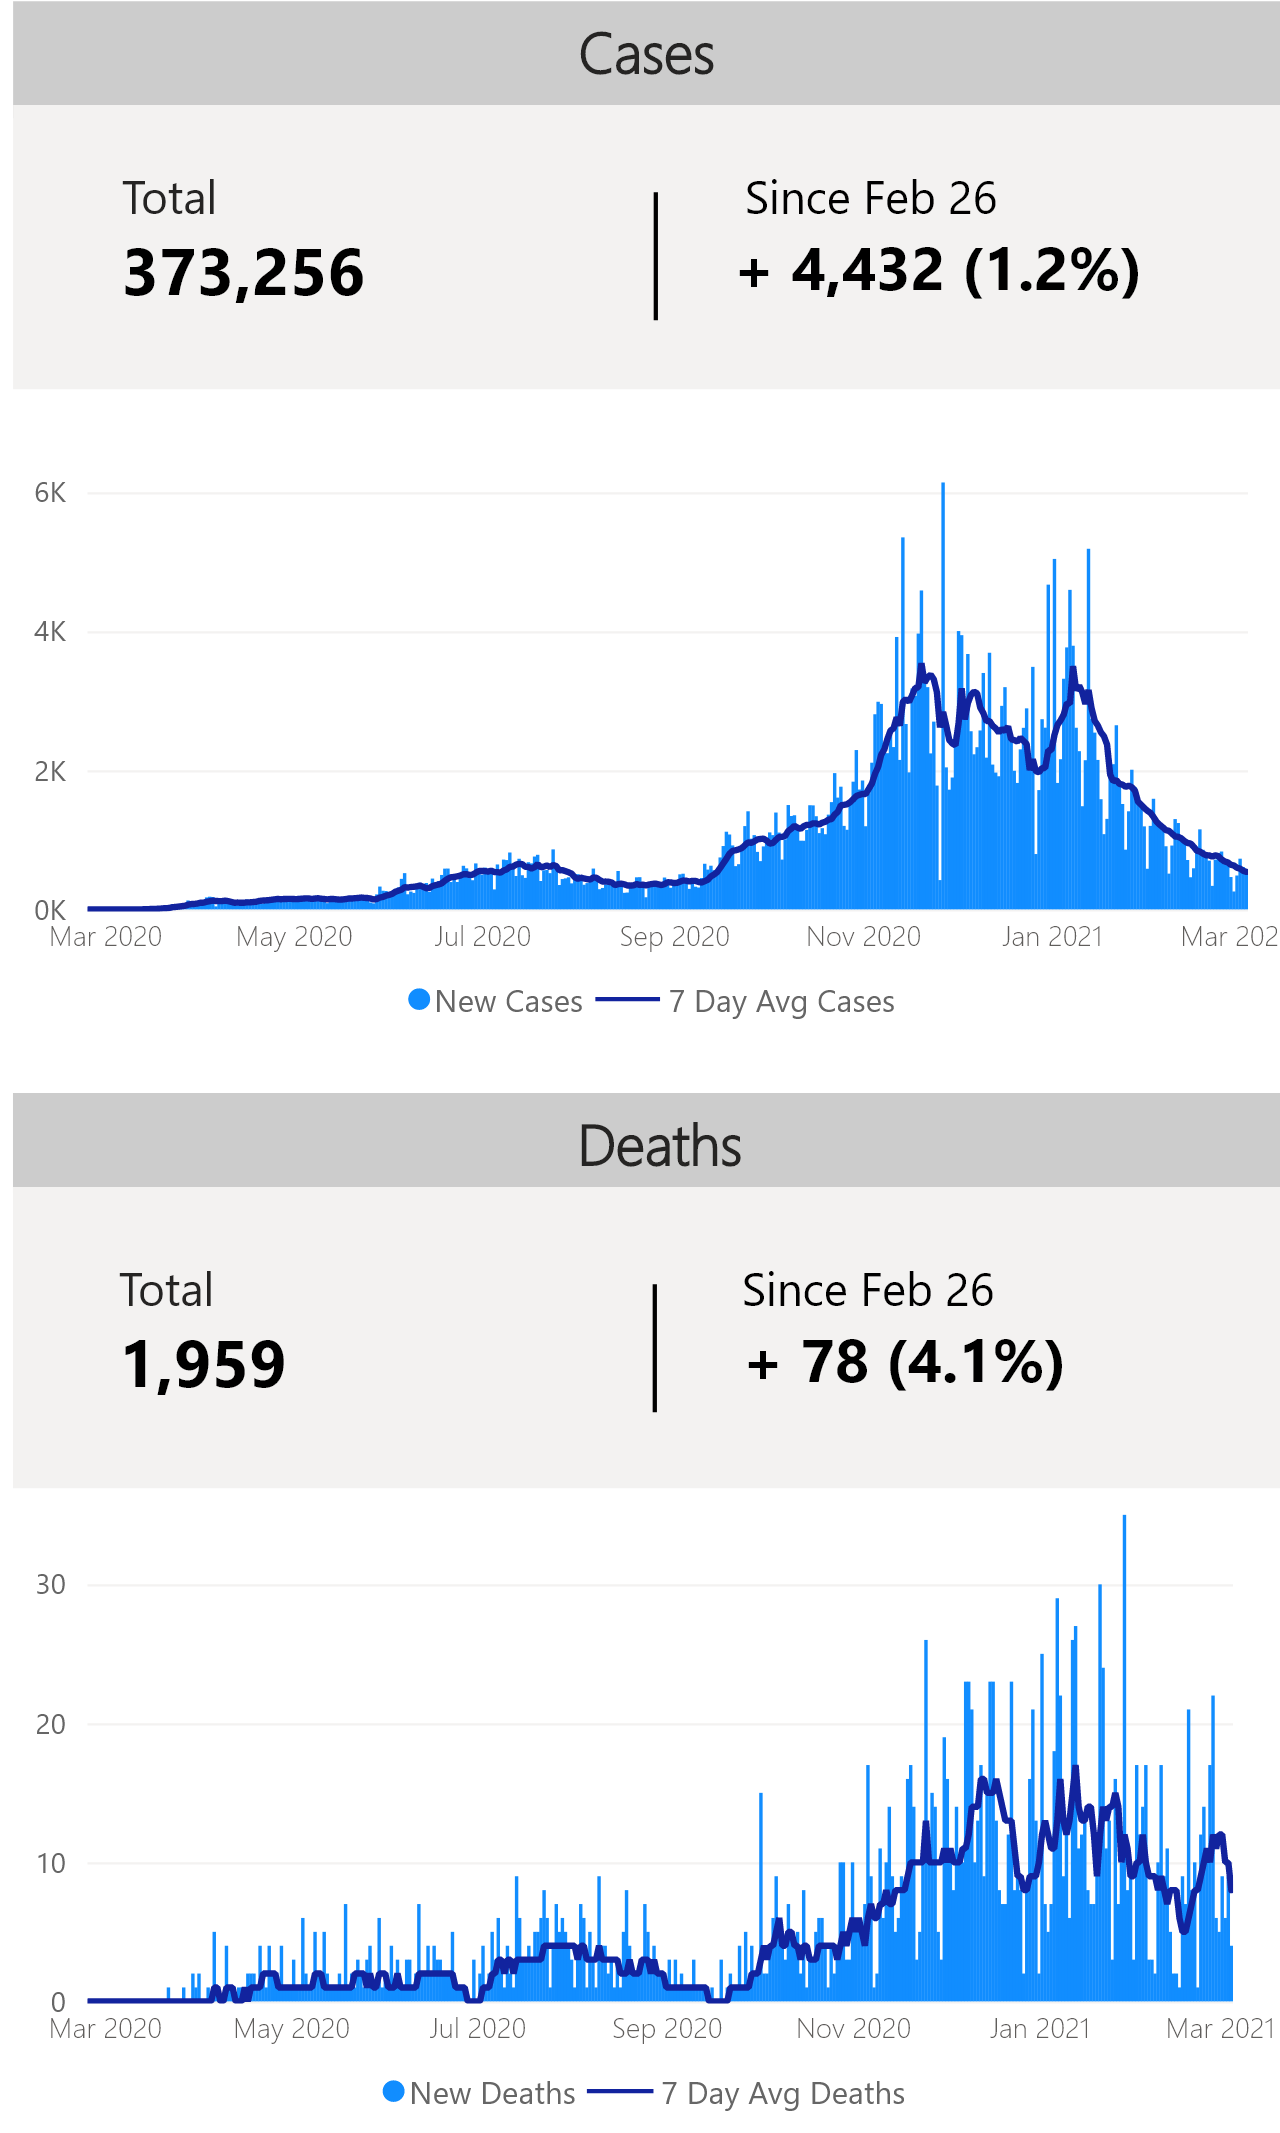 Cases
Total
Since Feb 26
373,256
+ 4,432 (1.2%)
6K
4K
2K
0K
Mar 2020 May 2020 Jul 2020 Sep 2020 Nov 2020 Jan 2021 Mar 202
New Cases 7 Day Avg Cases
Deaths
Total
Since Feb 26
1,959
+ 78 (4.1%)
30
20
10
0
Mar 2020 May 2020 Jul 2020 Sep 2020 Nov 2020 Jan 2021 Mar 2021
New Deaths 7 Day Avg Deaths